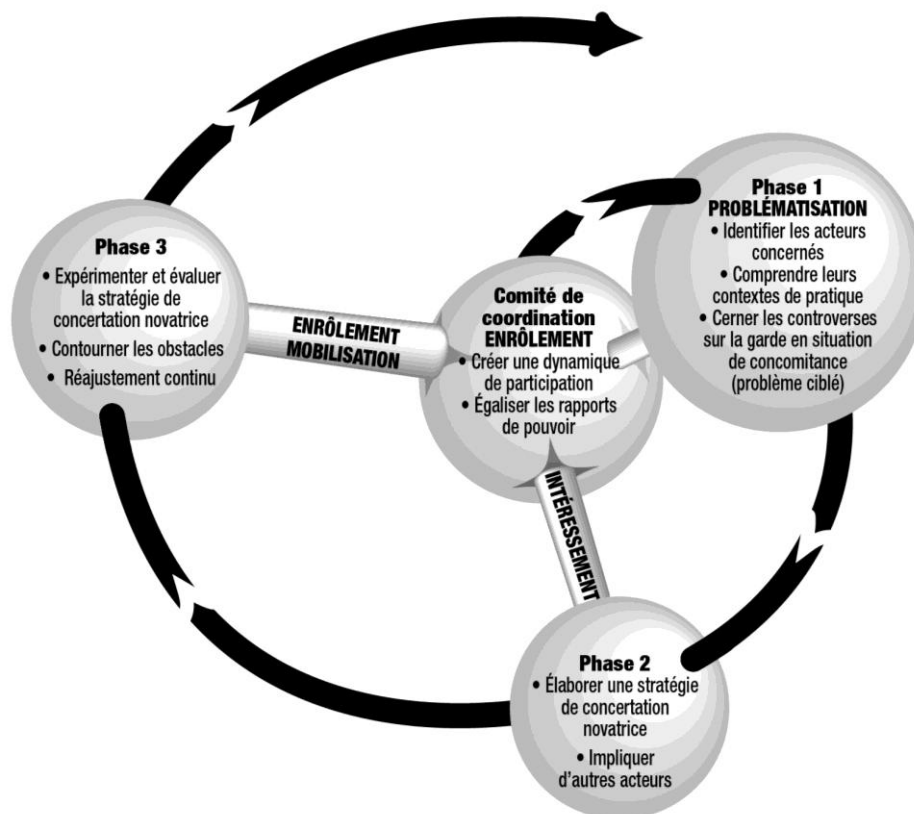 Phase 1
PROBLÉMATISATION
• Identifier les acteurs
concernés
• Comprendre leurs
contextes de pratique
• Cerner les controverses
sur la garde en situation
de concomitance
(problème ciblé)
Phase 3
• Expérimenter et évaluer
la stratégie de
concertation novatrice
• Contourner les obstacles
• Réajustement continu
ENRÔLEMENT
MOBILISATION
Comité de
coordination
ENRÔLEMENT
• Créer une dynamique
de participation
• Égaliser les rapports
de pouvoir
INTÉRESSEMENT
Phase 2
• Élaborer une stratégie
de concertation
novatrice
• Impliquer
d'autres acteurs